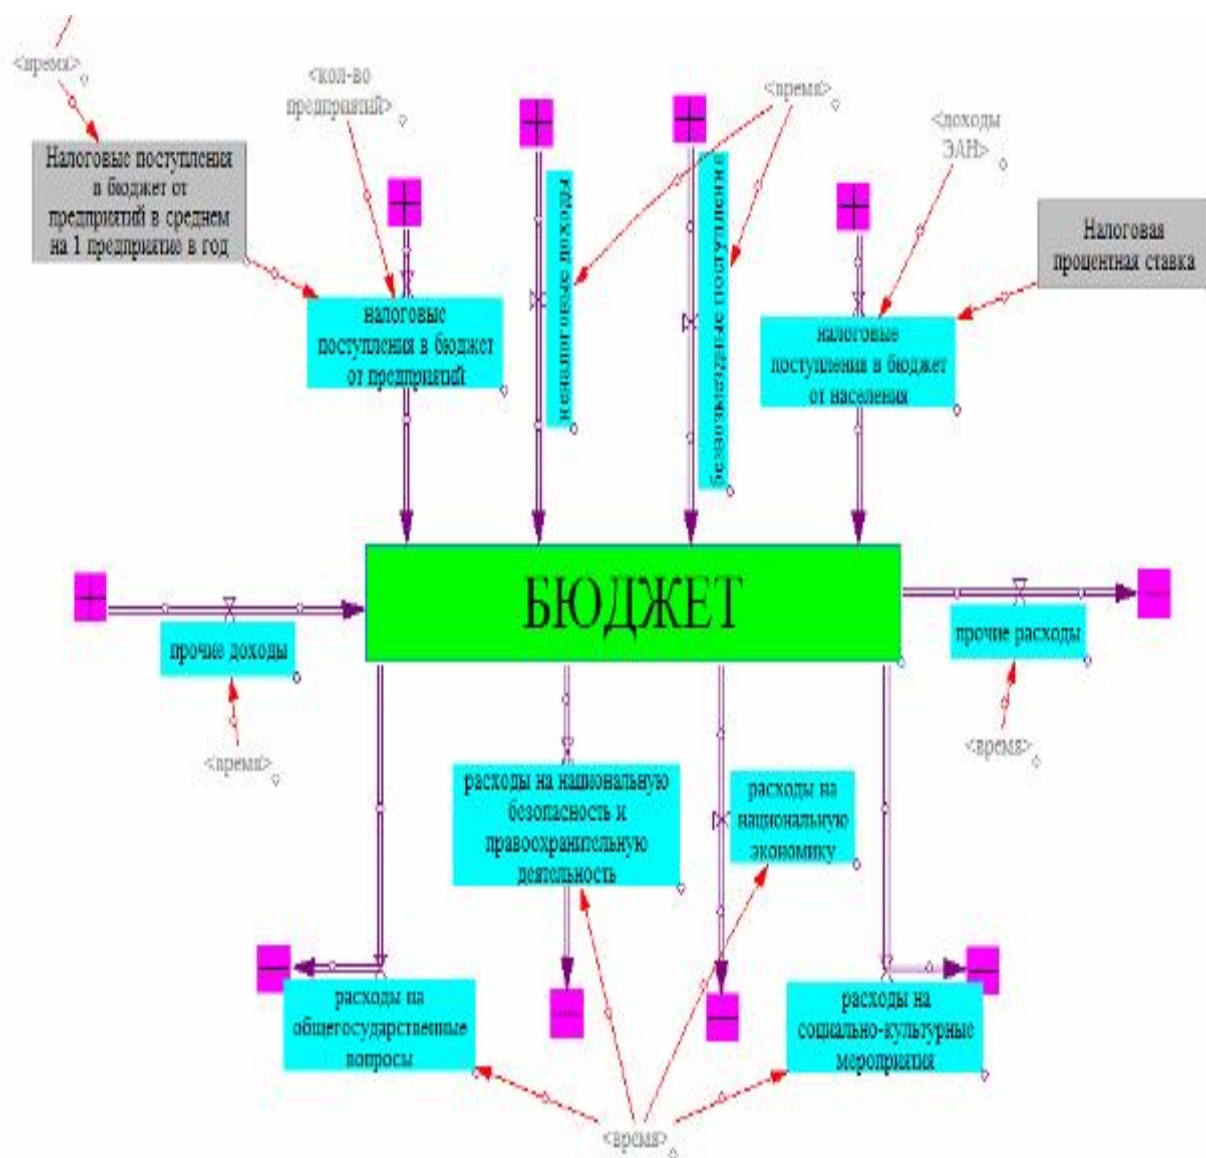 <время>
<кол-во
предприятий>
<время>
<доходы
ЭАН>
Налоговые поступления
в бюджет от
предприятий в среднем
на 1 предприятие в год
Налоговая
процентная ставка
налоговые
поступления в бюджет
от предприятий
неналоговые доходы
безвозмездные поступления
налоговые
поступления в бюджет
от населения
БЮДЖЕТ
прочие доходы
прочие расходы
<время>
<время>
расходы на национальную
безопасность и
правоохранительную
деятельность
расходы на
национальную
экономику
расходы на
общегосударственные
вопросы
расходы на
социально-культурные
мероприятия
<время>